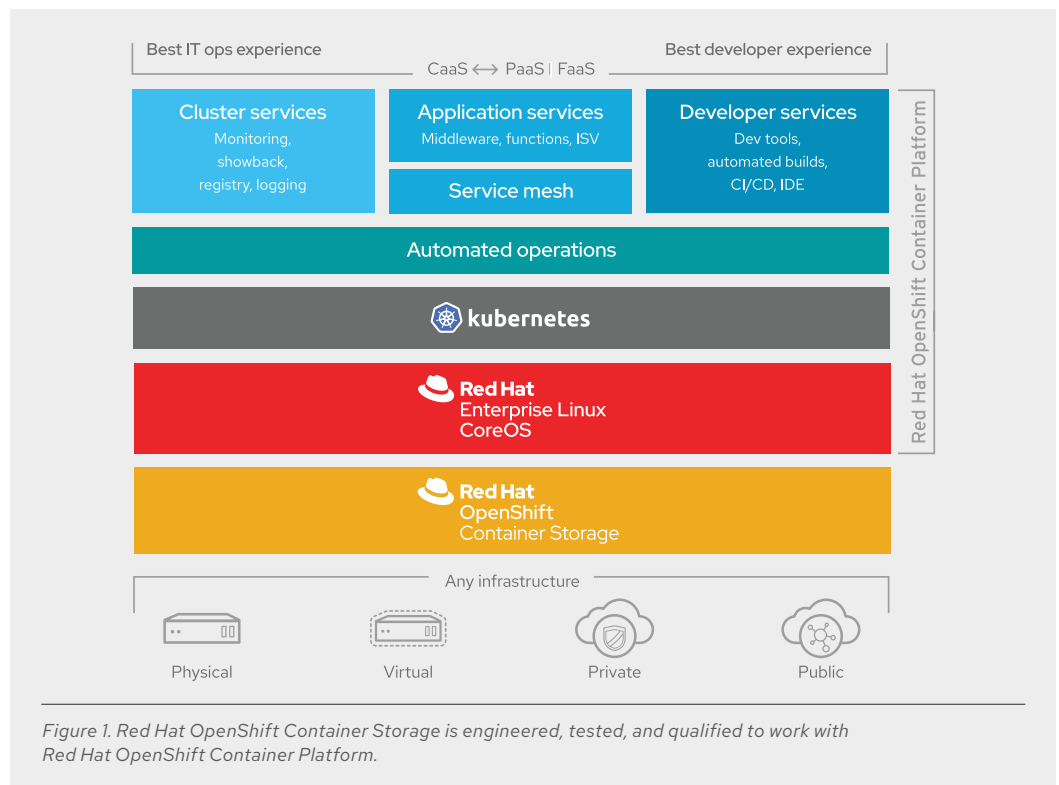 Best IT ops experience
Best developer experience
CaaS ↔ PaaS | FaaS
Cluster services
Monitoring,
showback,
registry, logging
Application services
Middleware, functions, ISV
Service mesh
Developer services
Dev tools,
automated builds,
CI/CD, IDE
Red Hat OpenShift Container Platform
Automated operations
kubernetes
Red Hat
Enterprise Linux
CoreOS
Red Hat
OpenShift
Container Storage
Any infrastructure
Physical
Virtual
Private
Public
Figure 1. Red Hat OpenShift Container Storage is engineered, tested, and qualified to work with
Red Hat OpenShift Container Platform.